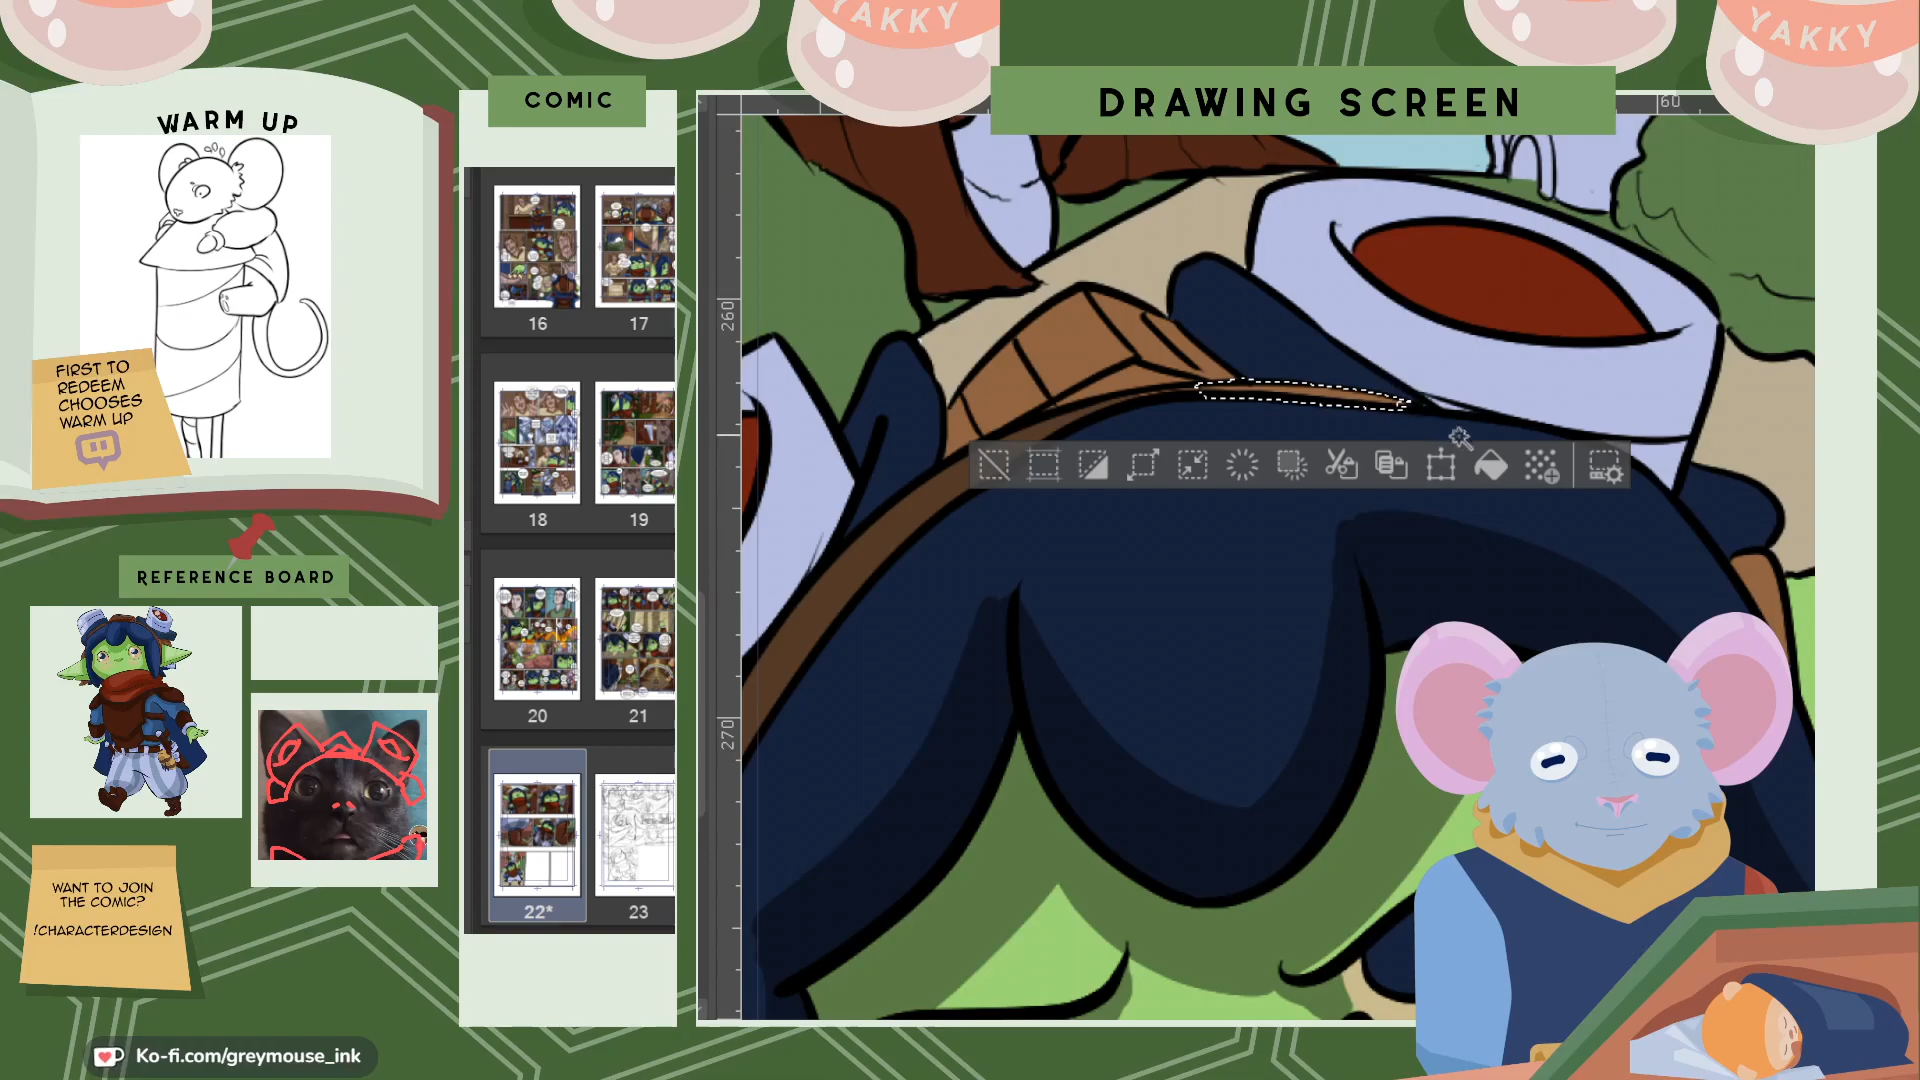 YAKKY
YAKKY
WARM UP
COMIC
DRAWING SCREEN
60
260
270
16
17
18
19
20
21
22*
23
FIRST TO
REDEEM
CHOOSES
WARM UP
REFERENCE BOARD
WANT TO JOIN
THE COMIC?
!CHARACTERDESIGN
Ko-fi.com/greymouse_ink